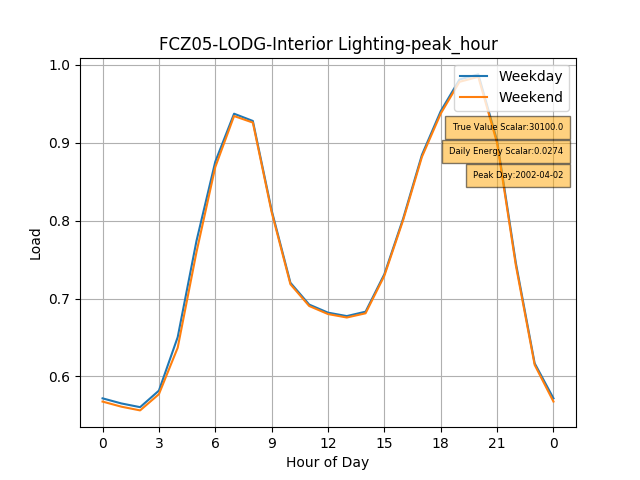 FCZ05-LODG-Interior Lighting-peak_hour
Weekday
Weekend
True Value Scalar:30100.0
Daily Energy Scalar:0.0274
Peak Day:2002-04-02
1.0
0.9
0.8
0.7
0.6
Load
0 3 6 9 12 15 18 21 0
Hour of Day